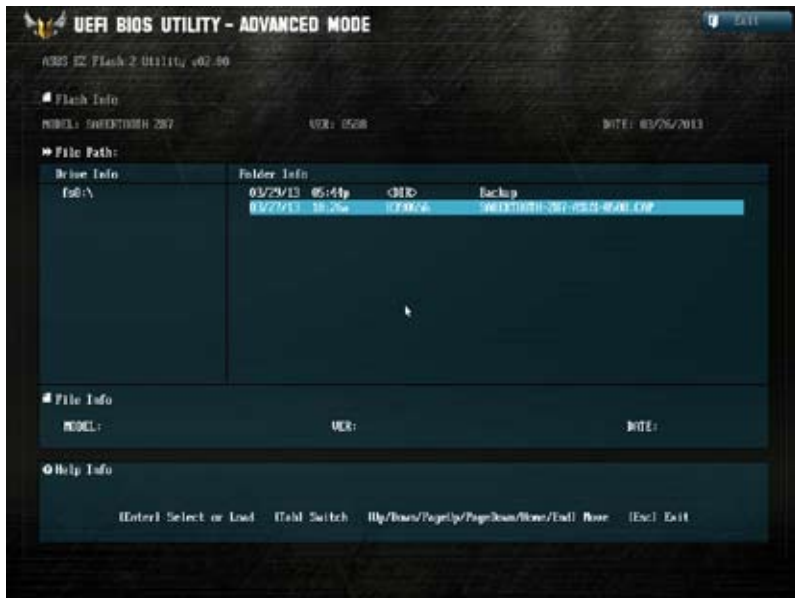 UEFI BIOS UTILITY - ADVANCED MODE
Exit
ASUS EZ Flash 2 Utility v02.00
Flash Info
MODEL: SABERTOOTH Z87 VER: 0508 DATE: 03/26/2013
File Path:
Drive Info Folder Info
fs0:\ 03/29/13 05:44p <DIR> Backup
03/27/13 10:26a SABERTOOTH-Z87-ASUS-0508.CAP
File Info
MODEL: VER: DATE:
Help Info
[Enter] Select or Load [Tab] Switch [Up/Down/PageUp/PageDown/Home/End] Move [Esc] Exit